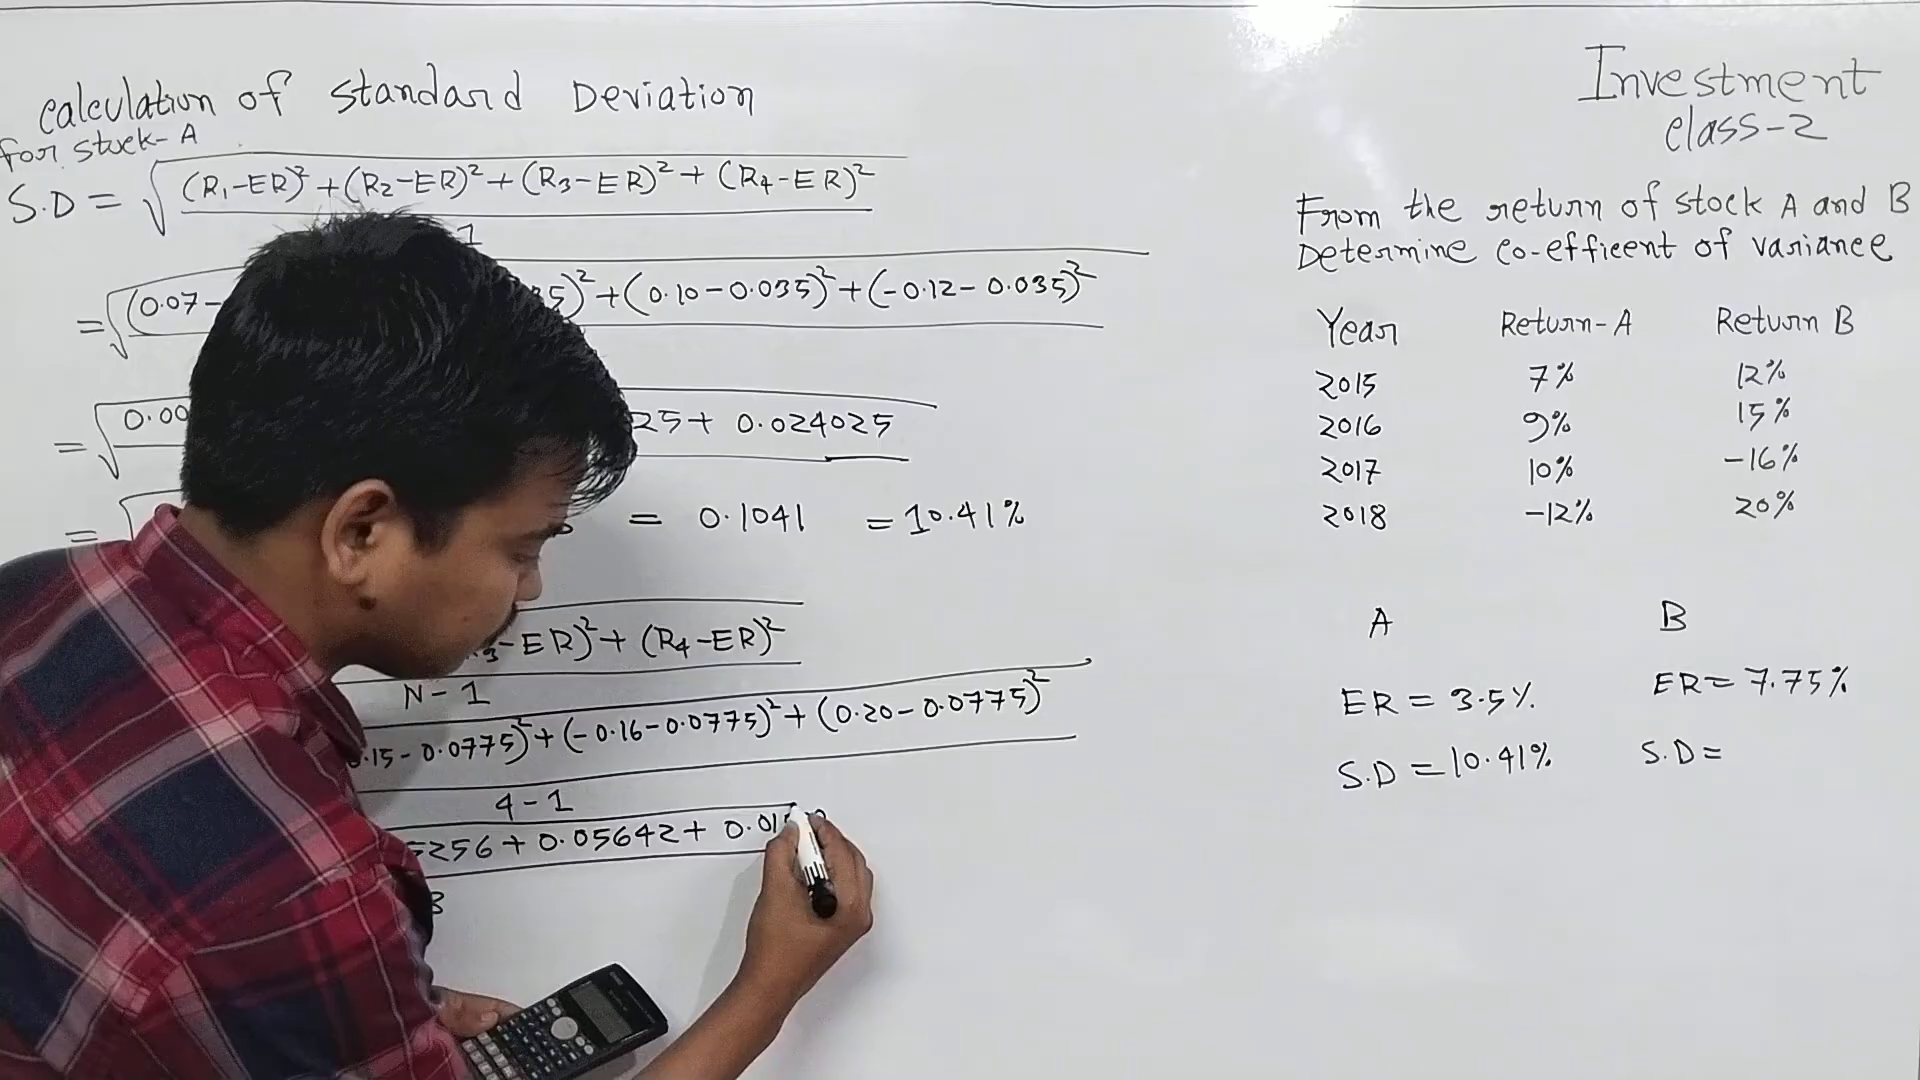 calculation of standard Deviation
for stock-A
S.D = √(R₁-ER)² + (R₂-ER)² + (R₃-ER)² + (R₄-ER)²
1
= √(0.07- 35)² + (0.10-0.035)² + (-0.12-0.035)²
= √0.00 25 + 0.024025
= √ = 0.1041 = 10.41%
-ER)² + (R₄-ER)²
N-1
.15-0.0775)² + (-0.16-0.0775)² + (0.20-0.0775)²
4-1
5256 + 0.05642 + 0.01
3
Investment
class-2
From the return of stock A and B
Determine co-efficent of variance
Year Return-A Return B
2015 7% 12%
2016 9% 15%
2017 10% -16%
2018 -12% 20%
A B
ER = 3.5% ER = 7.75%
S.D = 10.41% S.D =